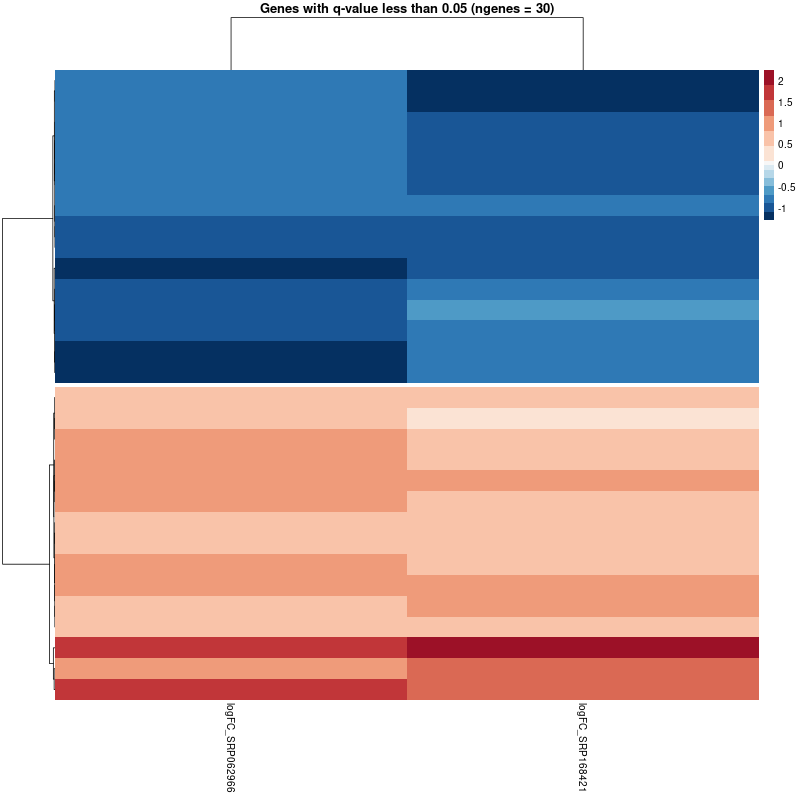 Genes with q-value less than 0.05 (ngenes = 30)
2
1.5
1
0.5
0
-0.5
-1
logFC_SRP062966
logFC_SRP168421